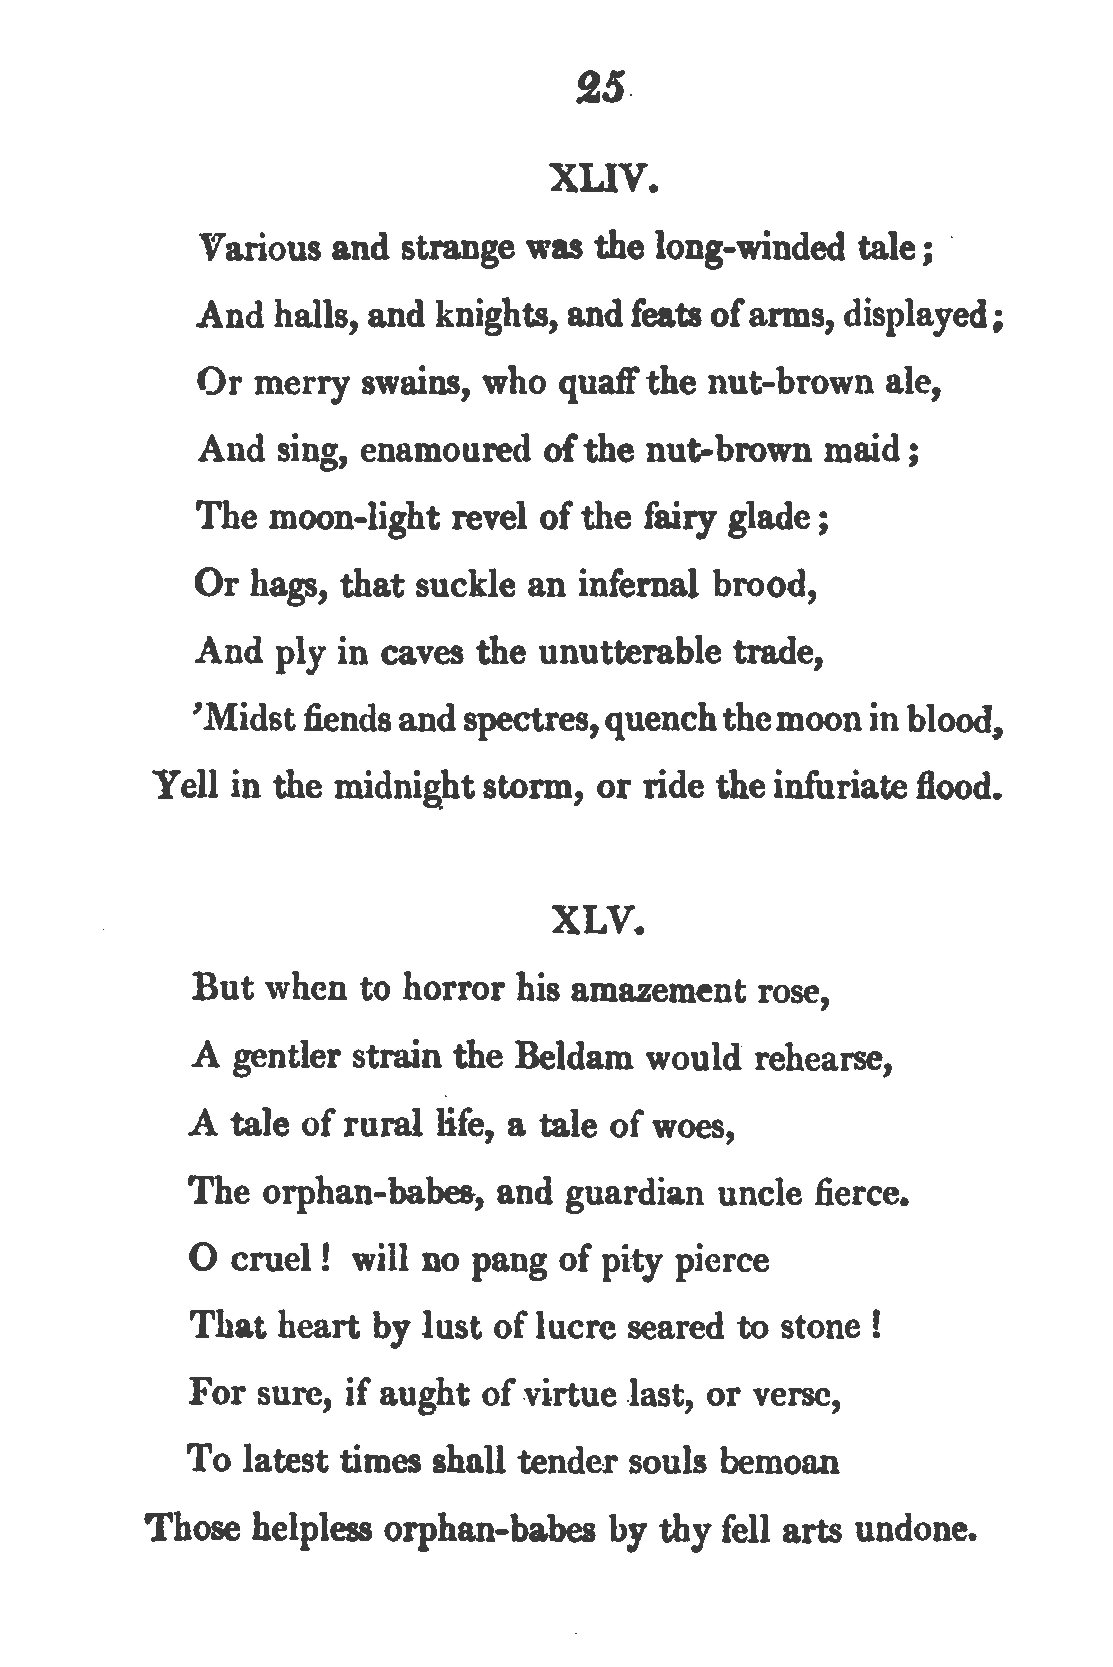 25
XLIV.
Various and strange was the long-winded tale;
And halls, and knights, and feats of arms, displayed;
Or merry swains, who quaff the nut-brown ale,
And sing, enamoured of the nut-brown maid;
The moon-light revel of the fairy glade;
Or hags, that suckle an infernal brood,
And ply in caves the unutterable trade,
'Midst fiends and spectres, quench the moon in blood,
Yell in the midnight storm, or ride the infuriate flood.
XLV.
But when to horror his amazement rose,
A gentler strain the Beldam would rehearse,
A tale of rural life, a tale of woes,
The orphan-babes, and guardian uncle fierce.
O cruel! will no pang of pity pierce
That heart by lust of lucre seared to stone!
For sure, if aught of virtue last, or verse,
To latest times shall tender souls bemoan
Those helpless orphan-babes by thy fell arts undone.